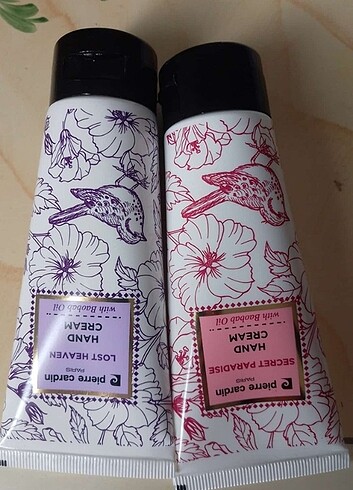 pierre cardin
PARIS
LOST HEAVEN
HAND
CREAM
with Baobab Oil
pierre cardin
PARIS
SECRET PARADISE
HAND
CREAM
with Baobab Oil